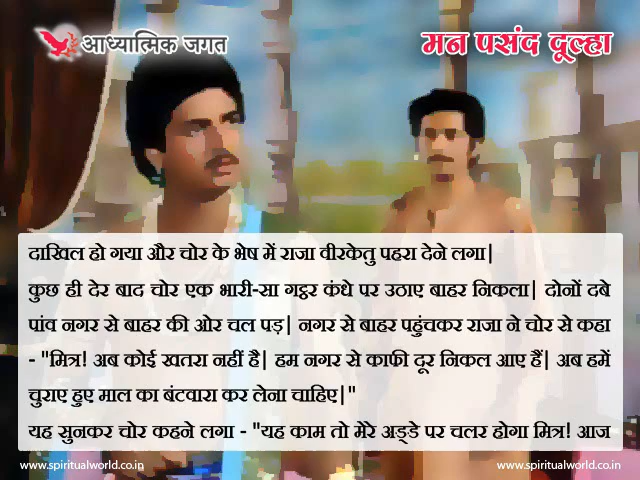 आध्यात्मिक जगत
मन पसंद दूल्हा
दाखिल हो गया और चोर के भेष में राजा वीरकेतु पहरा देने लगा|
कुछ ही देर बाद चोर एक भारी-सा गट्ठर कंधे पर उठाए बाहर निकला| दोनों दबे
पांव नगर से बाहर की ओर चल पड़| नगर से बाहर पहुंचकर राजा ने चोर से कहा
- "मित्र! अब कोई खतरा नहीं है| हम नगर से काफी दूर निकल आए हैं| अब हमें
चुराए हुए माल का बंटवारा कर लेना चाहिए|"
यह सुनकर चोर कहने लगा - "यह काम तो मेरे अड्डे पर चलर होगा मित्र! आज
www.spiritualworld.co.in
www.spiritualworld.co.in